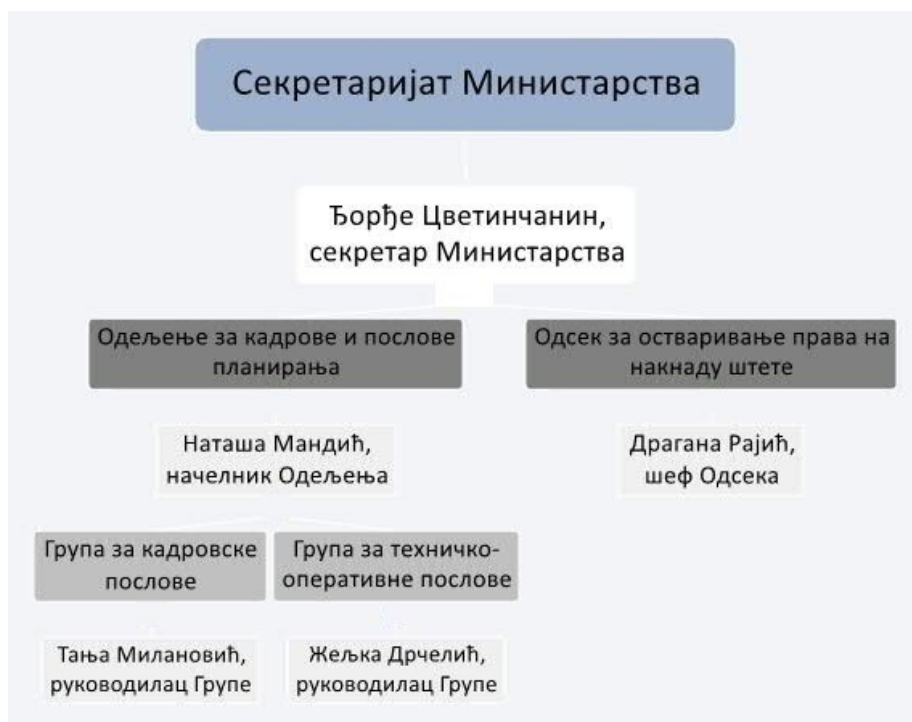 Секретаријат Министарства
Ђорђе Цветинчанин,
секретар Министарства
Одељење за кадрове и послове
планирања
Одсек за остваривање права на
накнаду штете
Наташа Мандић,
начелник Одељења
Драгана Рајић,
шеф Одсека
Група за кадровске
послове
Група за техничко-
оперативне послове
Тања Милановић,
руководилац Групе
Жељка Дрчелић,
руководилац Групе